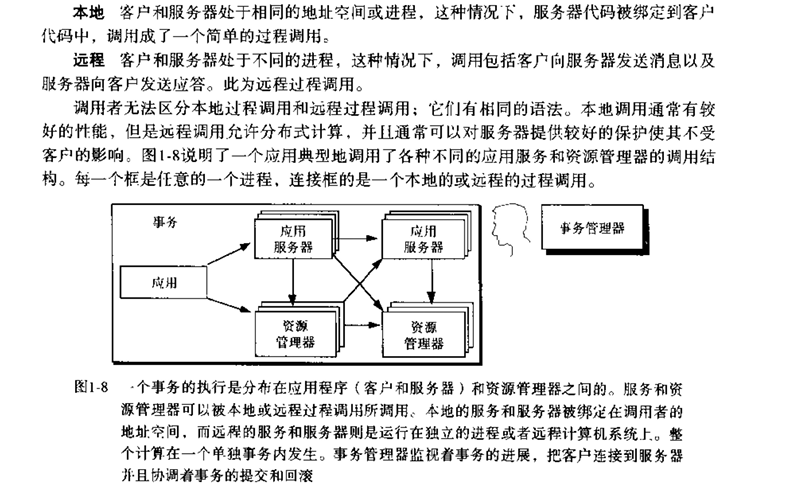 本地 客户和服务器处于相同的地址空间或进程，这种情况下，服务器代码被绑定到客户
代码中，调用成了一个简单的过程调用。
远程 客户和服务器处于不同的进程，这种情况下，调用包括客户向服务器发送消息以及
服务器向客户发送应答。此为远程过程调用。
调用者无法区分本地过程调用和远程过程调用；它们有相同的语法。本地调用通常有较
好的性能，但是远程调用允许分布式计算，并且通常可以对服务器提供较好的保护使其不受
客户的影响。图1-8说明了一个应用典型地调用了各种不同的应用服务和资源管理器的调用结
构。每一个框是任意的一个进程，连接框的是一个本地的或远程的过程调用。
事务
应用
服务器
应用
服务器
事务管理器
应用
资源
管理器
资源
管理器
图1-8 一个事务的执行是分布在应用程序（客户和服务器）和资源管理器之间的。服务和资
源管理器可以被本地或远程过程调用所调用。本地的服务和服务器被绑定在调用者的
地址空间，而远程的服务和服务器则是运行在独立的进程或者远程计算机系统上。整
个计算在一个单独事务内发生。事务管理器监视着事务的进展，把客户连接到服务器
并且协调着事务的提交和回滚